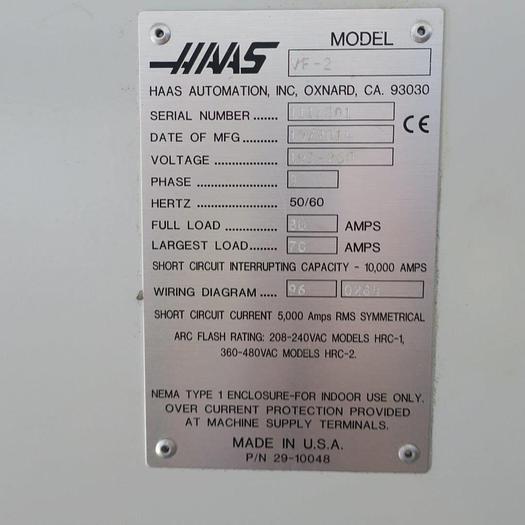 HAAS MODEL
VF-2
HAAS AUTOMATION, INC, OXNARD, CA. 93030
SERIAL NUMBER ........
CE
DATE OF MFG ...........
VOLTAGE ..................
PHASE ......................
HERTZ ...................... 50/60
FULL LOAD ............... 30 AMPS
LARGEST LOAD......... 70 AMPS
SHORT CIRCUIT INTERRUPTING CAPACITY - 10,000 AMPS
WIRING DIAGRAM ..... 96
SHORT CIRCUIT CURRENT 5,000 Amps RMS SYMMETRICAL
ARC FLASH RATING: 208-240VAC MODELS HRC-1,
360-480VAC MODELS HRC-2.
NEMA TYPE 1 ENCLOSURE-FOR INDOOR USE ONLY.
OVER CURRENT PROTECTION PROVIDED
AT MACHINE SUPPLY TERMINALS.
MADE IN U.S.A.
P/N 29-10048